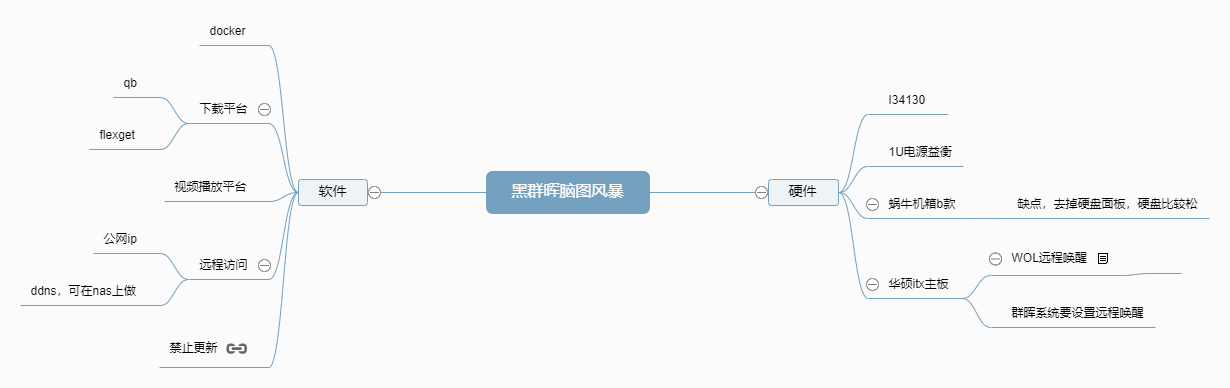 黑群晖脑图风暴
软件
docker
下载平台
qb
flexget
视频播放平台
远程访问
公网ip
ddns，可在nas上做
禁止更新
硬件
I34130
1U电源益衡
蜗牛机箱b款
缺点，去掉硬盘面板，硬盘比较松
华硕itx主板
WOL远程唤醒
群晖系统要设置远程唤醒